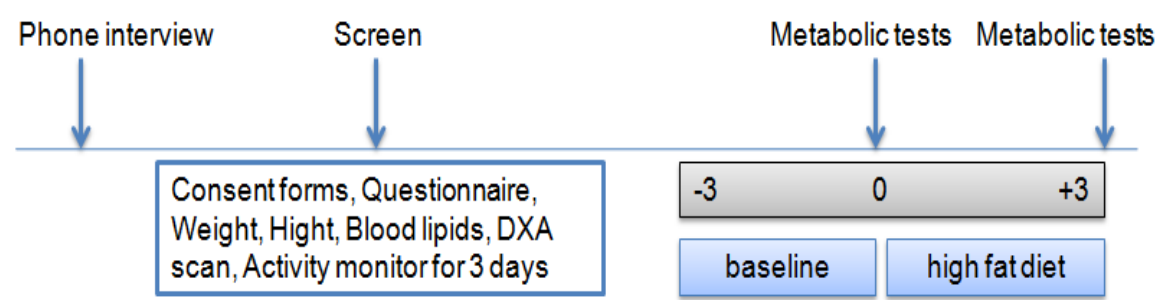 Phone interview Screen Metabolic tests Metabolic tests
Consent forms, Questionnaire,
Weight, Hight, Blood lipids, DXA
scan, Activity monitor for 3 days
-3 0 +3
baseline high fat diet